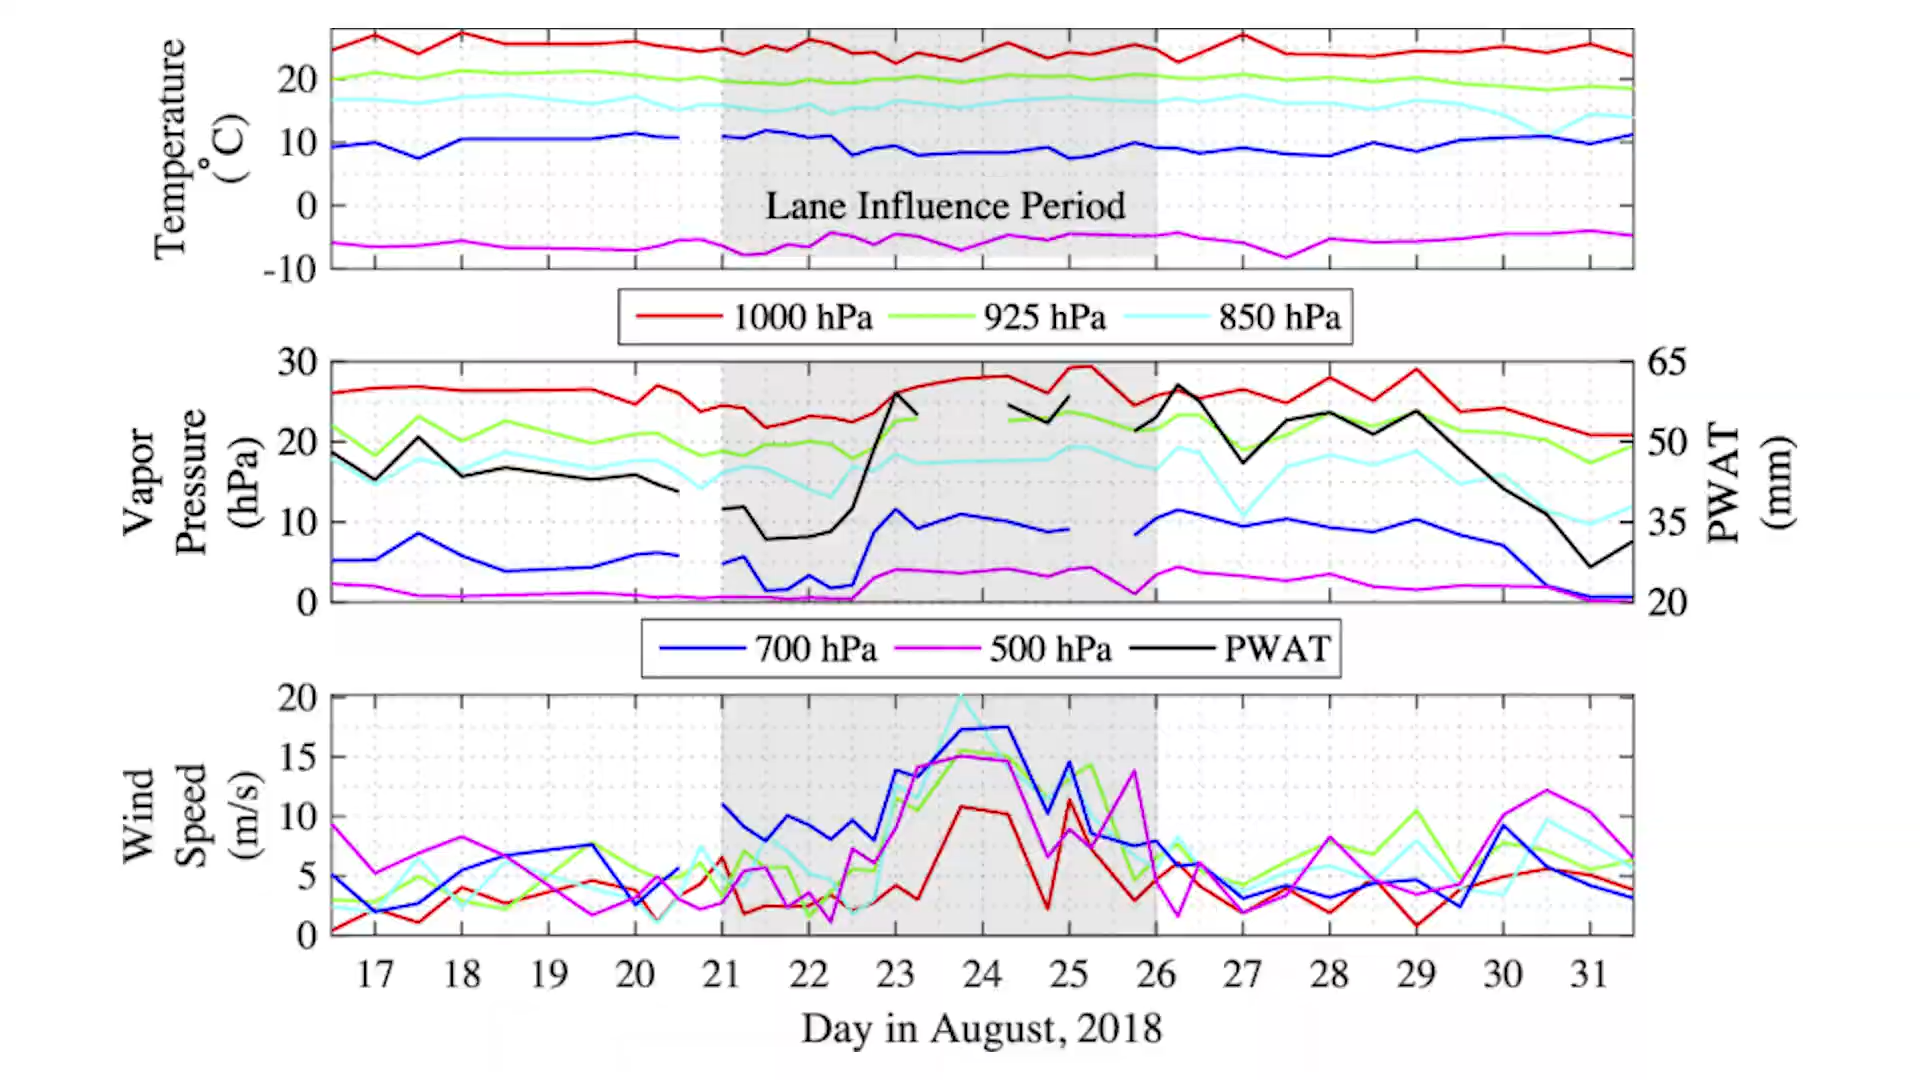 Temperature
(°C)
20
10
0
-10
Lane Influence Period
1000 hPa 925 hPa 850 hPa
Vapor
Pressure
(hPa)
30
20
10
0
65
50
35
20
PWAT
(mm)
700 hPa 500 hPa PWAT
Wind
Speed
(m/s)
20
15
10
5
0
17 18 19 20 21 22 23 24 25 26 27 28 29 30 31
Day in August, 2018